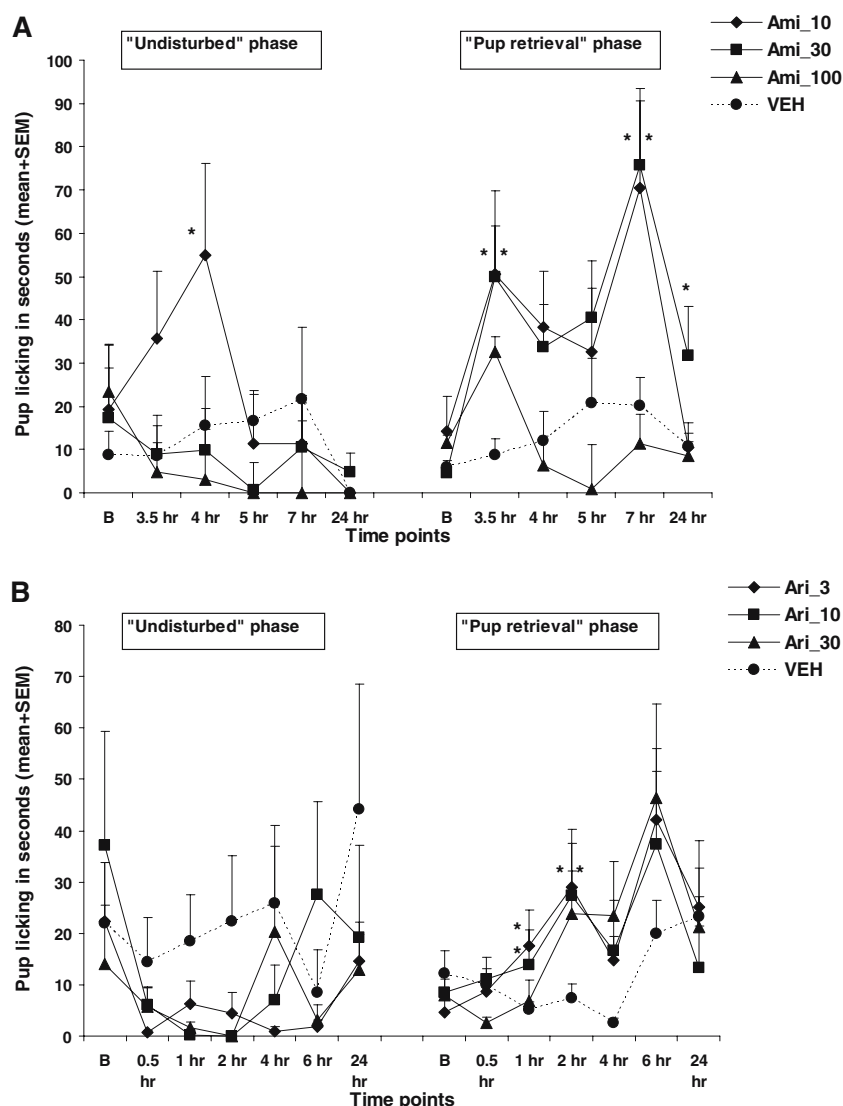 A
"Undisturbed" phase
"Pup retrieval" phase
Ami_10
Ami_30
Ami_100
VEH
Pup licking in seconds (mean+SEM)
100
90
80
70
60
50
40
30
20
10
0
* * * * * *
B 3.5 hr 4 hr 5 hr 7 hr 24 hr B 3.5 hr 4 hr 5 hr 7 hr 24 hr
Time points
B
"Undisturbed" phase
"Pup retrieval" phase
Ari_3
Ari_10
Ari_30
VEH
Pup licking in seconds (mean+SEM)
80
70
60
50
40
30
20
10
0
* * * *
B 0.5 hr 1 hr 2 hr 4 hr 6 hr 24 hr B 0.5 hr 1 hr 2 hr 4 hr 6 hr 24 hr
Time points